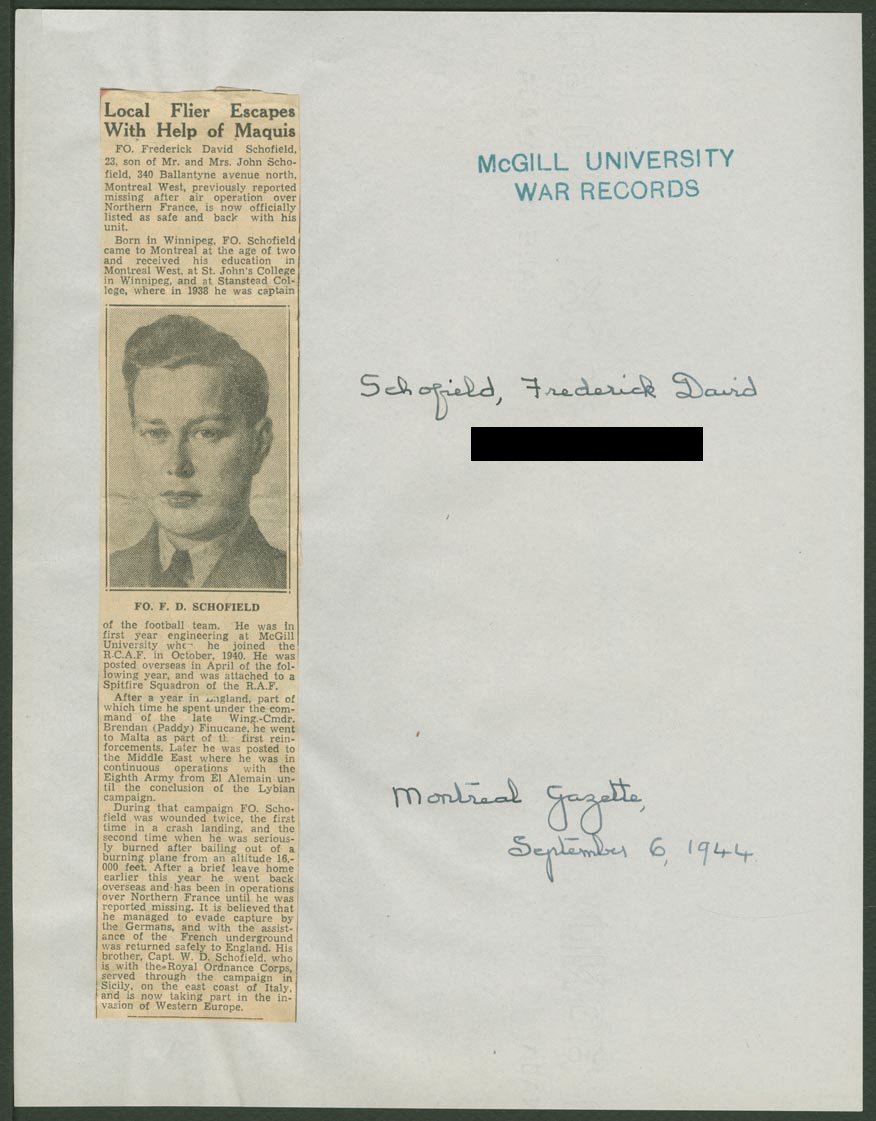 Local Flier Escapes
With Help of Maquis
FO. Frederick David Schofield,
23, son of Mr. and Mrs. John Scho-
field, 340 Ballantyne avenue north,
Montreal West, previously reported
missing after air operation over
Northern France, is now officially
listed as safe and back with his
unit.
Born in Winnipeg, FO. Schofield
came to Montreal at the age of two
and received his education in
Montreal West, at St. John's College
in Winnipeg, and at Stanstead Col-
lege, where in 1938 he was captain
FO. F. D. SCHOFIELD
of the football team. He was in
first year engineering at McGill
University he joined the
R.C.A.F. in October, 1940. He was
posted overseas in April of the fol-
lowing year, and was attached to a
Spitfire Squadron of the R.A.F.
After a year in England, part of
which time he spent under the com-
mand of the late Wing.-Cmdr.
Brendan (Paddy) Finucane, he went
to Malta as part of first rein-
forcements. Later he was posted to
the Middle East where he was in
continuous operations with the
Eighth Army from El Alemain un-
til the conclusion of the Lybian
campaign.
During that campaign FO. Scho-
field was wounded twice, the first
time in a crash landing, and the
second time when he was serious-
ly burned after bailing out of a
burning plane from an altitude 16,-
000 feet. After a brief leave home
earlier this year he went back
overseas and has been in operations
over Northern France until he was
reported missing. It is believed that
he managed to evade capture by
the Germans, and with the assist-
ance of the French underground
was returned safely to England. His
brother, Capt. W. D. Schofield, who
is with the Royal Ordnance Corps,
served through the campaign in
Sicily, on the east coast of Italy,
and is now taking part in the in-
vasion of Western Europe.
McGILL UNIVERSITY
WAR RECORDS
Schofield, Frederick David
Montreal Gazette,
September 6, 1944